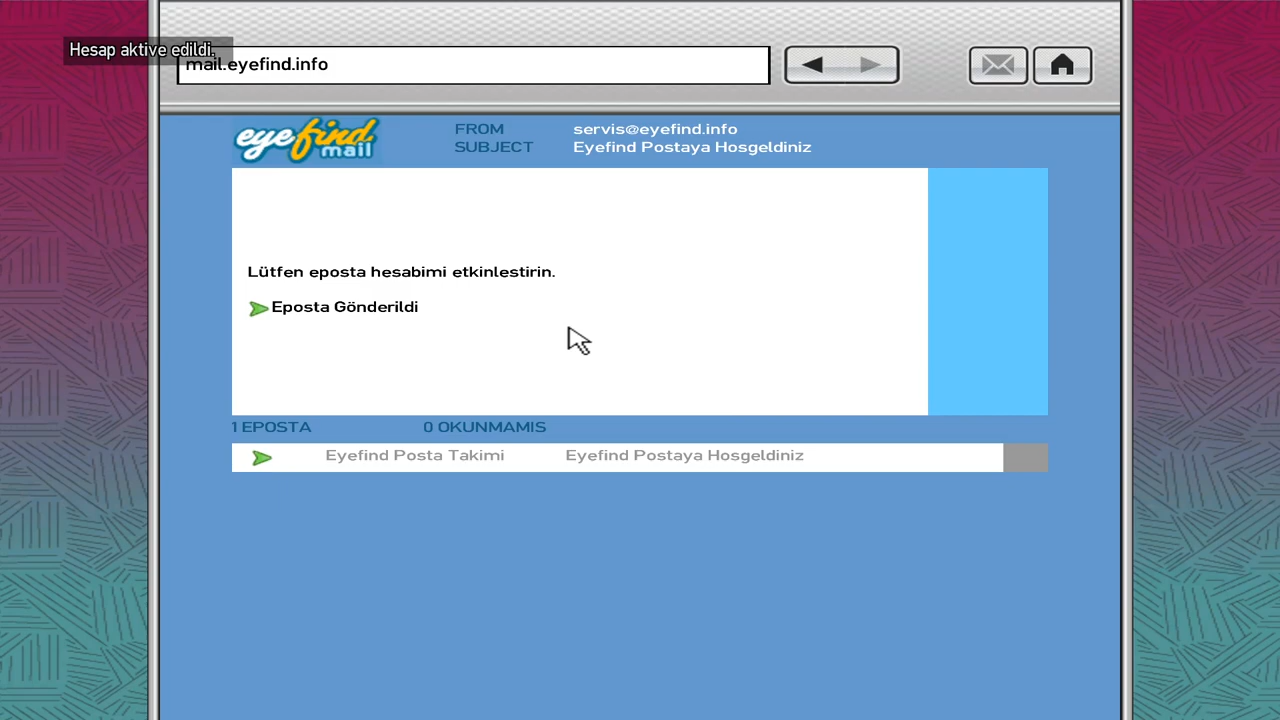 Hesap aktive edildi.
mail.eyefind.info
eyefind mail
FROM servis@eyefind.info
SUBJECT Eyefind Postaya Hosgeldiniz
Lütfen eposta hesabimi etkinlestirin.
Eposta Gönderildi
1 EPOSTA 0 OKUNMAMIS
Eyefind Posta Takimi Eyefind Postaya Hosgeldiniz